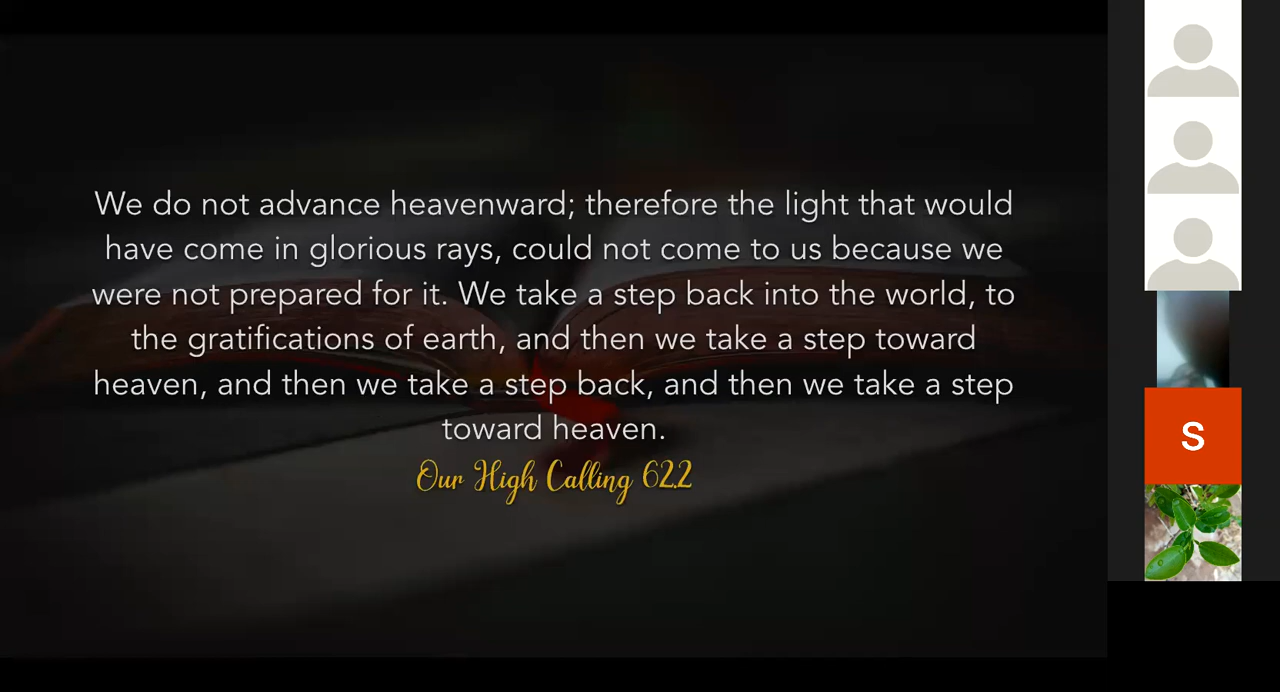 We do not advance heavenward; therefore the light that would
have come in glorious rays, could not come to us because we
were not prepared for it. We take a step back into the world, to
the gratifications of earth, and then we take a step toward
heaven, and then we take a step back, and then we take a step
toward heaven.
Our High Calling 62.2
S